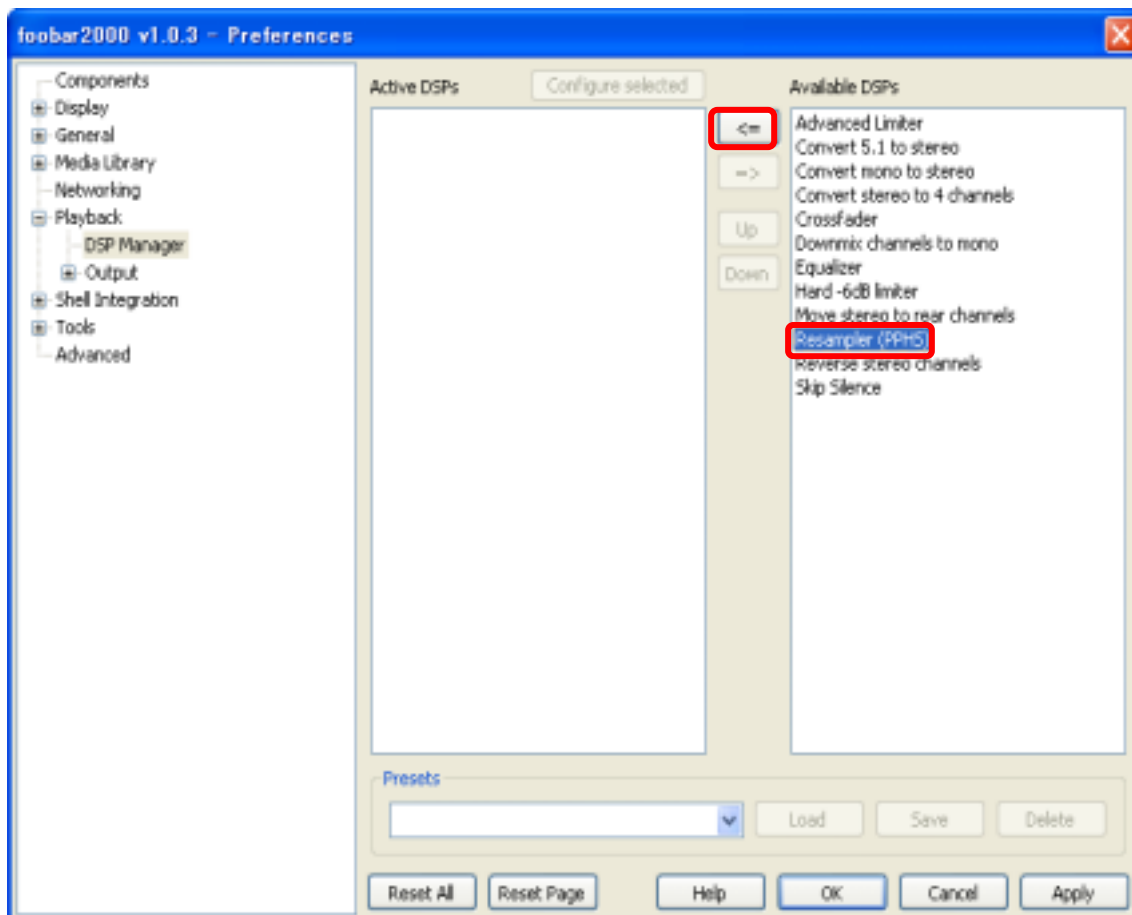 foobar2000 v1.0.3 - Preferences
Components
Display
General
Media Library
Networking
Playback
DSP Manager
Output
Shell Integration
Tools
Advanced
Active DSPs
Configure selected
<=
=>
Up
Down
Available DSPs
Advanced Limiter
Convert 5.1 to stereo
Convert mono to stereo
Convert stereo to 4 channels
Crossfader
Downmix channels to mono
Equalizer
Hard -6dB limiter
Move stereo to rear channels
Resampler (PPHS)
Reverse stereo channels
Skip Silence
Presets
Load
Save
Delete
Reset All
Reset Page
Help
OK
Cancel
Apply